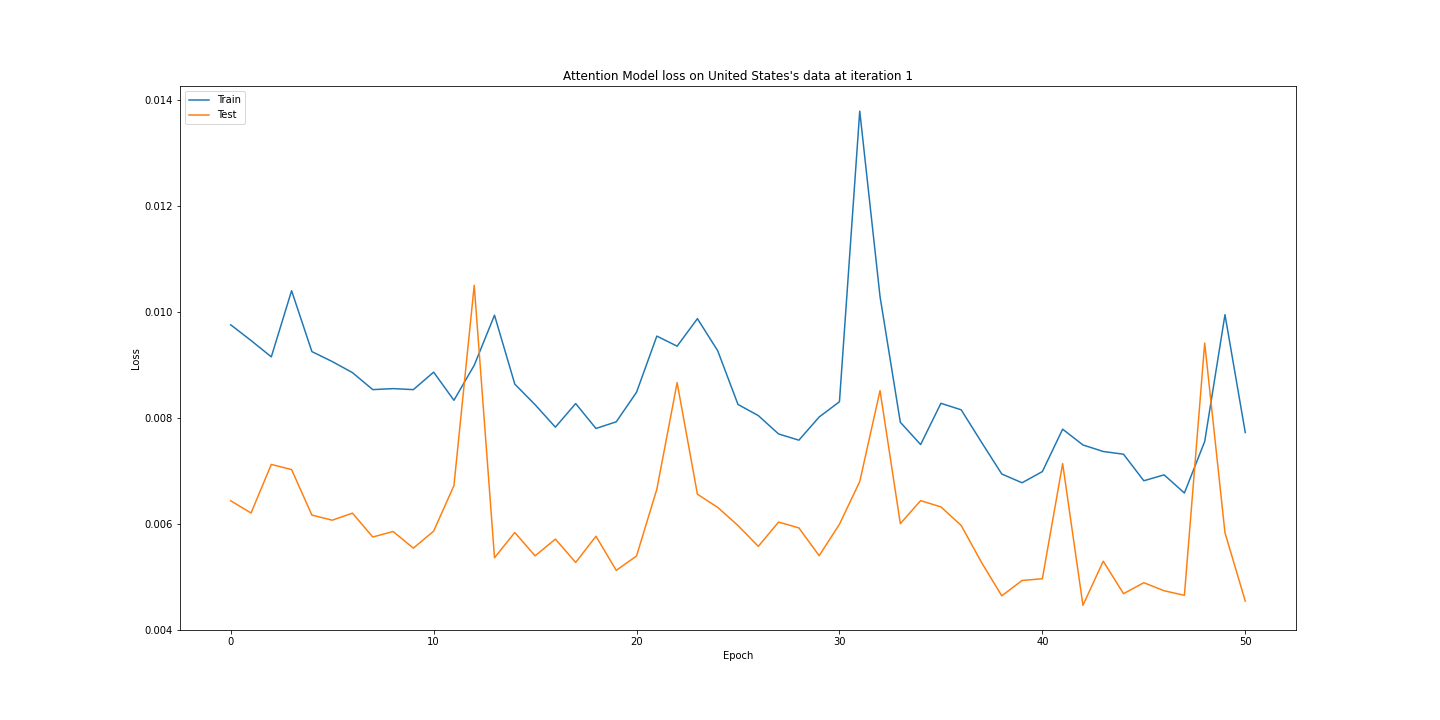 Attention Model loss on United States's data at iteration 1
Train
Test
0.014
0.012
0.010
0.008
0.006
0.004
Loss
0 10 20 30 40 50
Epoch